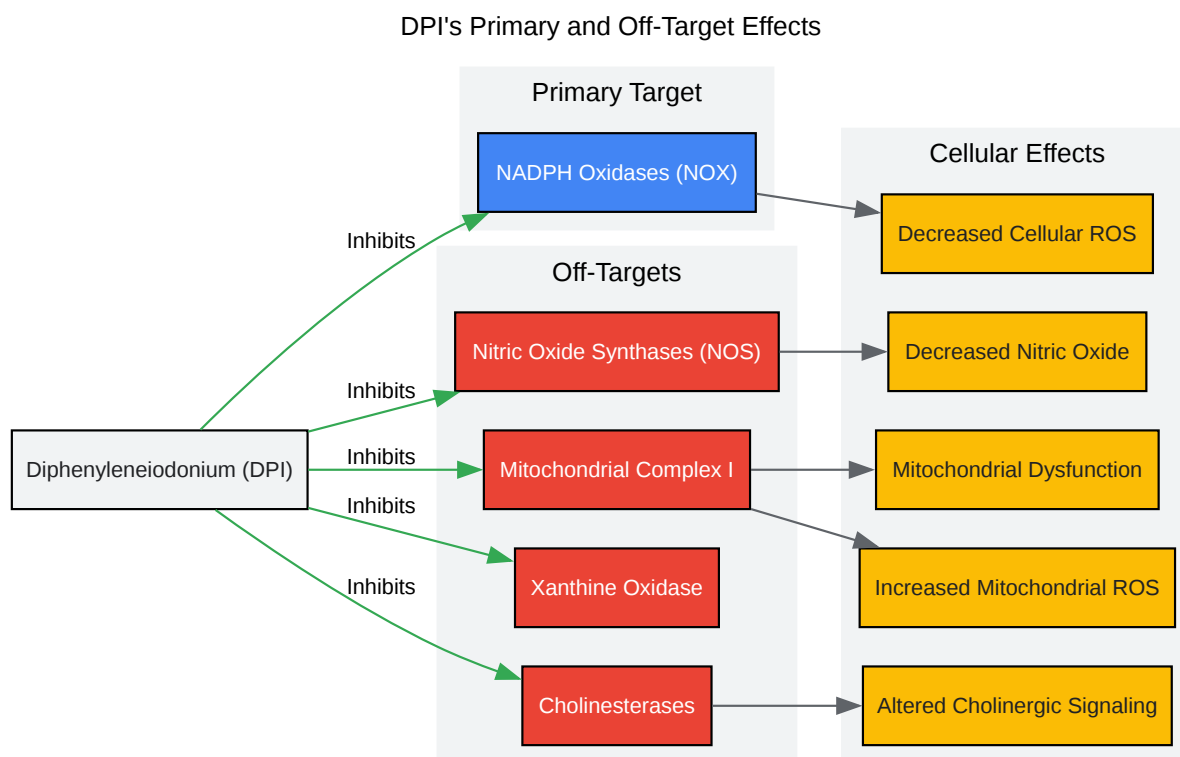 DPI's Primary and Off-Target Effects
Primary Target
NADPH Oxidases (NOX)
Cellular Effects
Decreased Cellular ROS
Inhibits
Off-Targets
Nitric Oxide Synthases (NOS)
Decreased Nitric Oxide
Inhibits
Diphenyleneiodonium (DPI)
Inhibits
Mitochondrial Complex I
Mitochondrial Dysfunction
Inhibits
Xanthine Oxidase
Increased Mitochondrial ROS
Inhibits
Cholinesterases
Altered Cholinergic Signaling